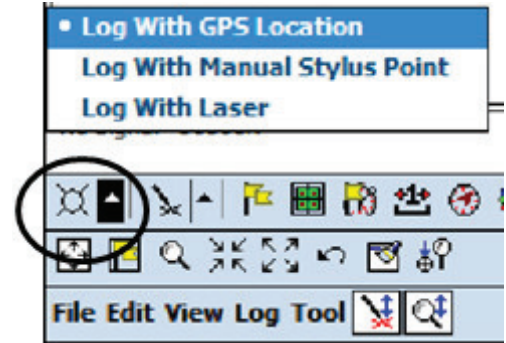 • Log With GPS Location
Log With Manual Stylus Point
Log With Laser
File Edit View Log Tool